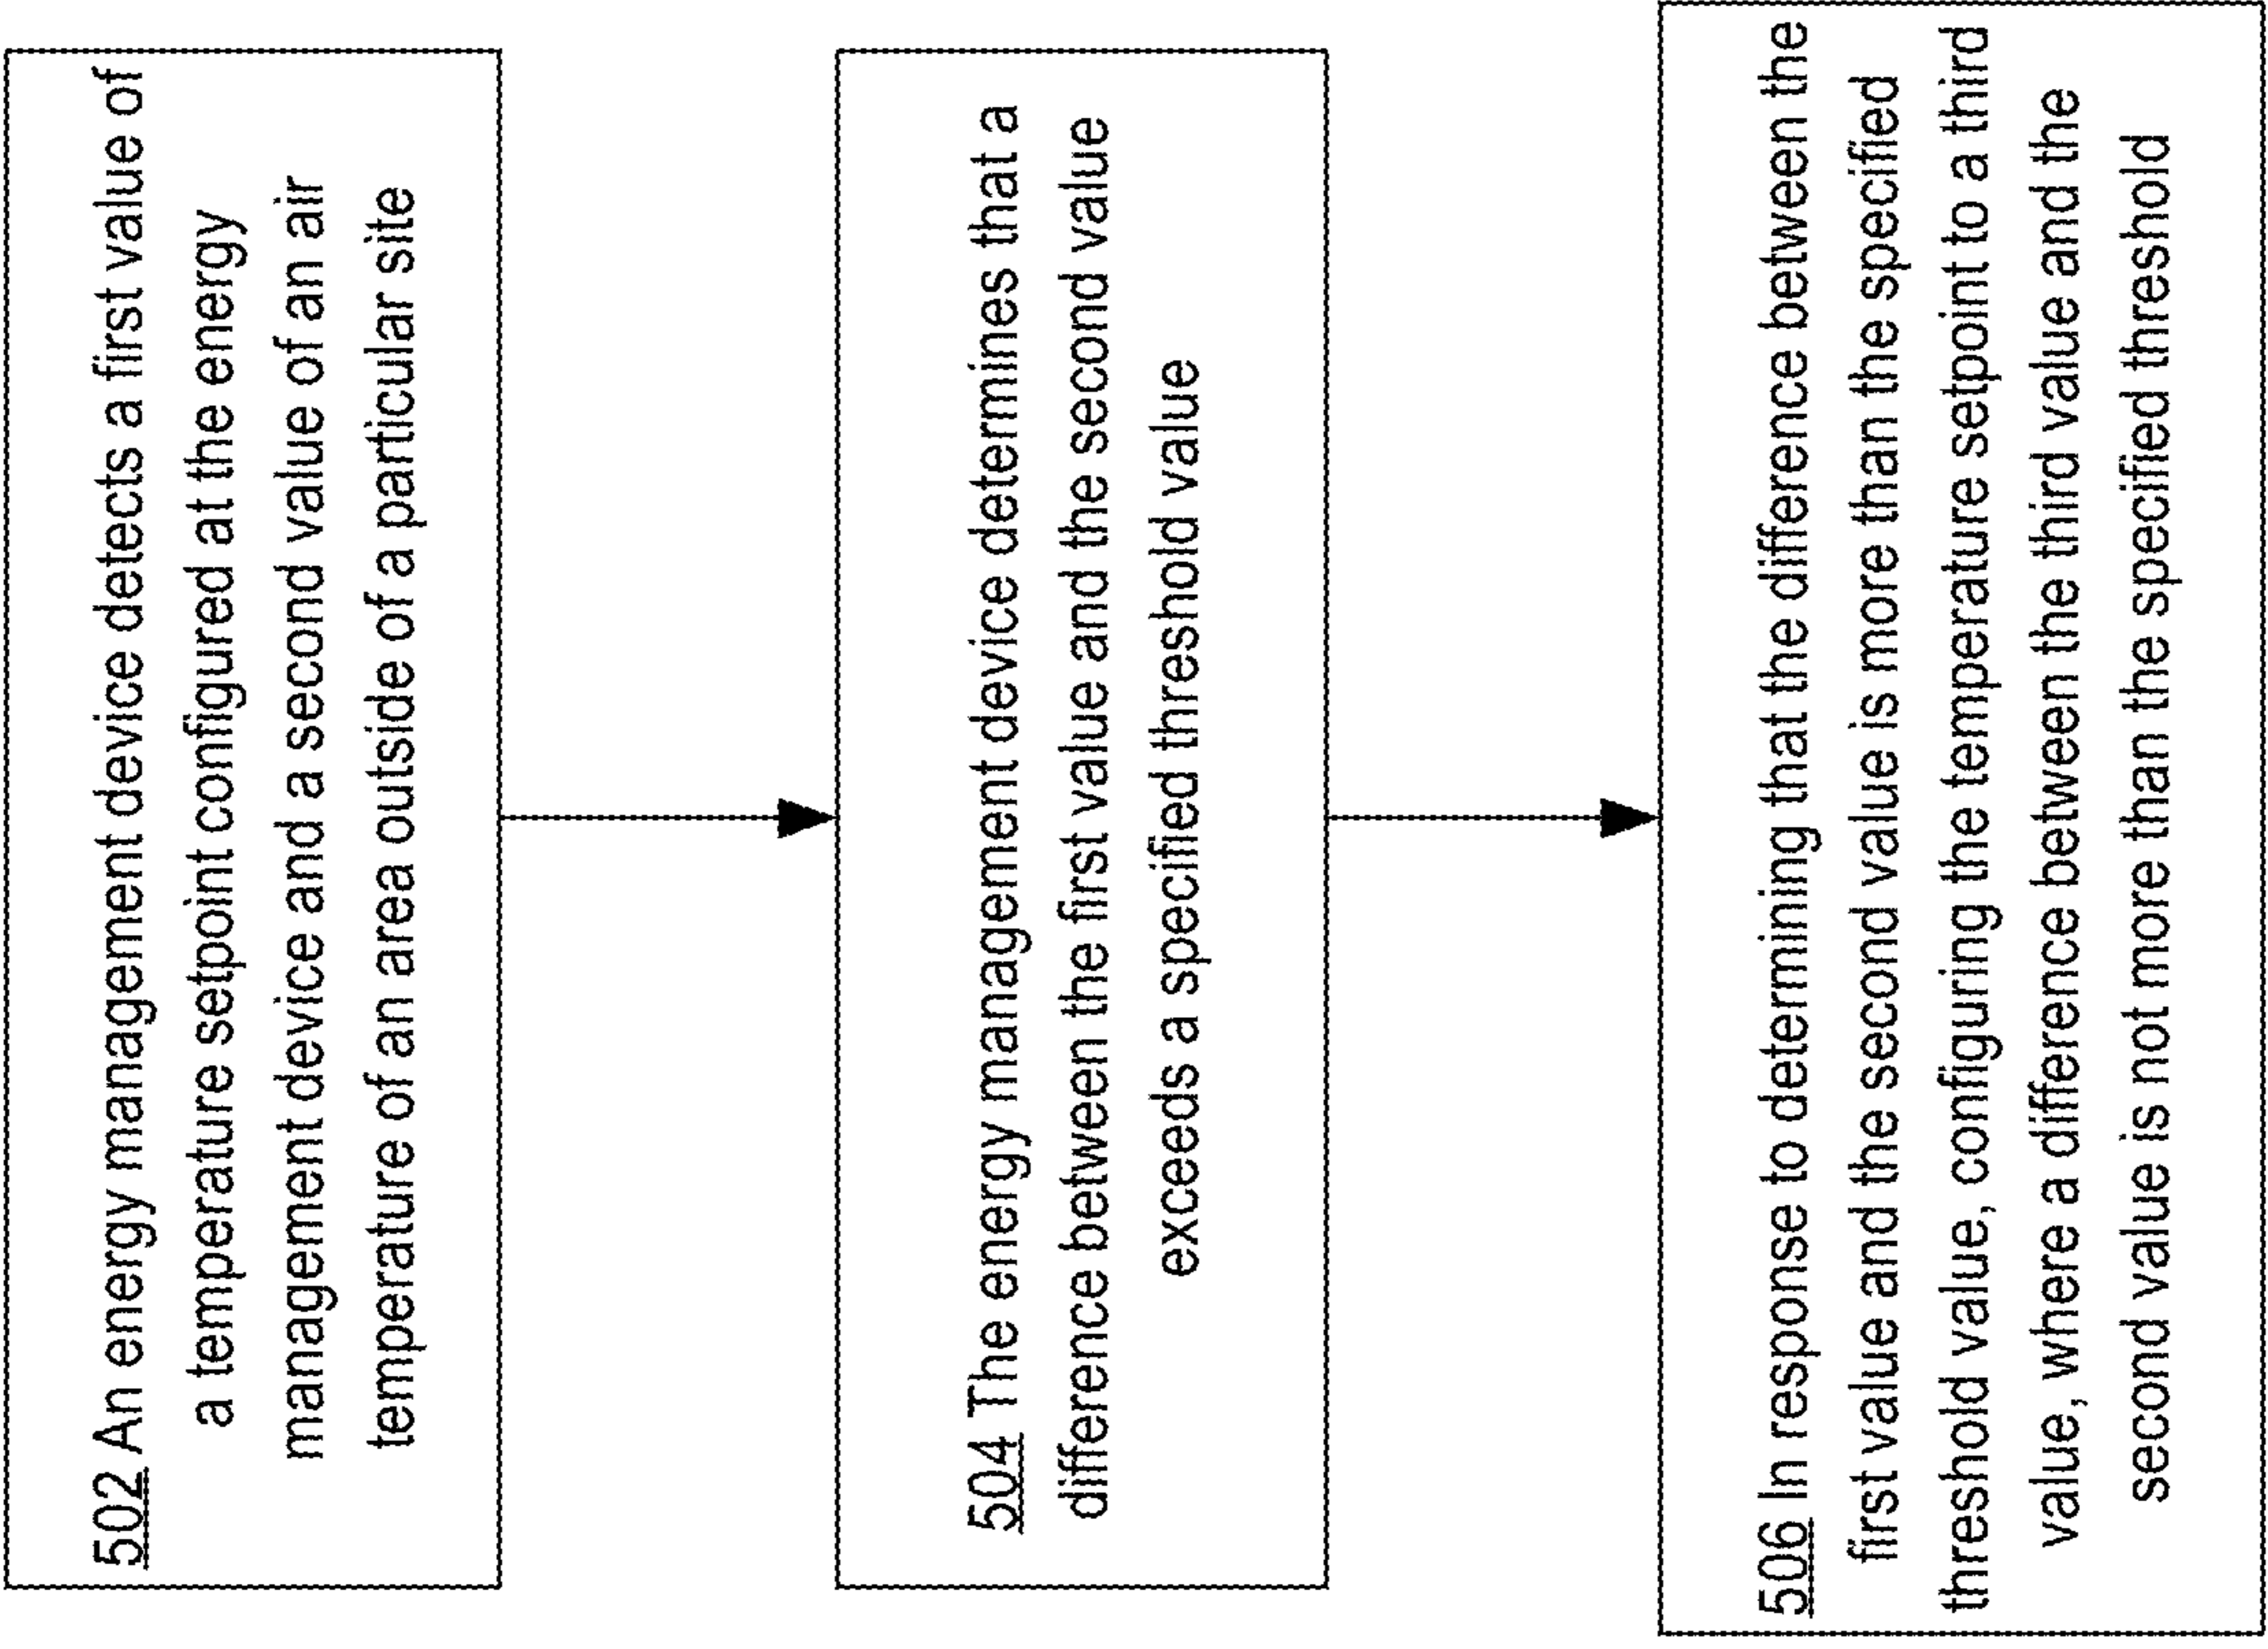 502 An energy management device detects a first value of
a temperature setpoint configured at the energy
management device and a second value of an air
temperature of an area outside of a particular site
504 The energy management device determines that a
difference between the first value and the second value
exceeds a specified threshold value
506 In response to determining that the difference between the
first value and the second value is more than the specified
threshold value, configuring the temperature setpoint to a third
value, where a difference between the third value and the
second value is not more than the specified threshold